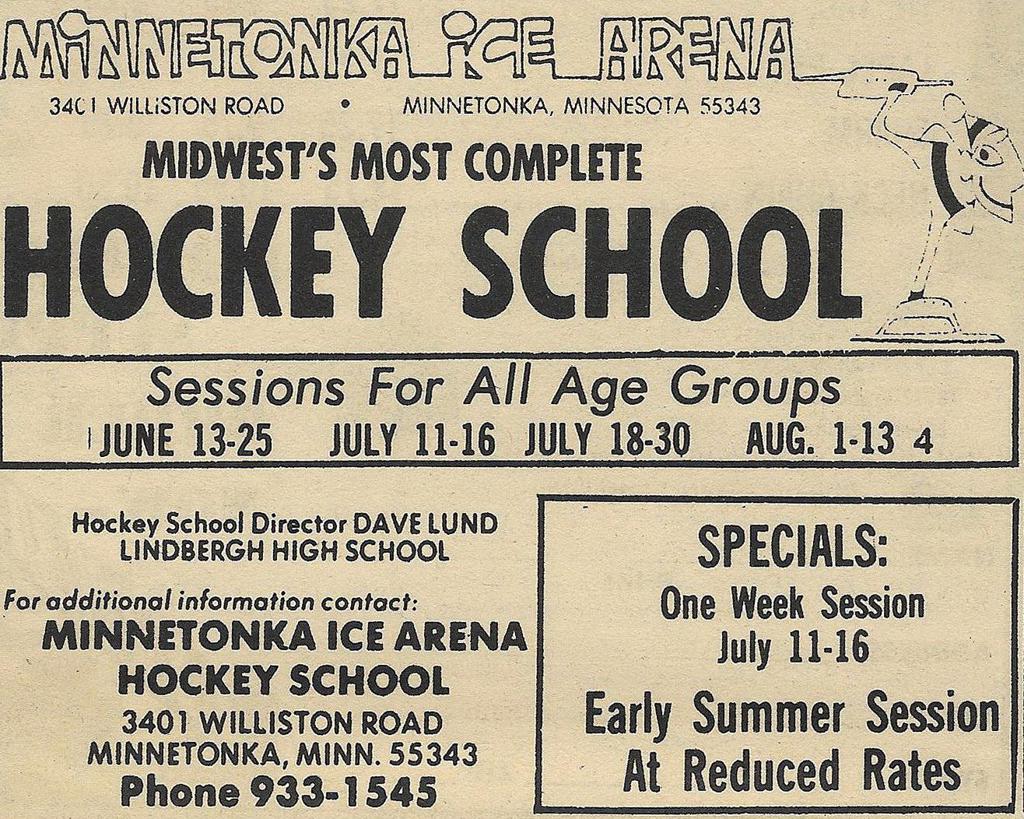 MINNETONKA ICE ARENA
3401 WILLISTON ROAD • MINNETONKA, MINNESOTA 55343
MIDWEST'S MOST COMPLETE
HOCKEY SCHOOL
Sessions For All Age Groups
JUNE 13-25 JULY 11-16 JULY 18-30 AUG. 1-13 4
Hockey School Director DAVE LUND
LINDBERGH HIGH SCHOOL
For additional information contact:
MINNETONKA ICE ARENA
HOCKEY SCHOOL
3401 WILLISTON ROAD
MINNETONKA, MINN. 55343
Phone 933-1545
SPECIALS:
One Week Session
July 11-16
Early Summer Session
At Reduced Rates